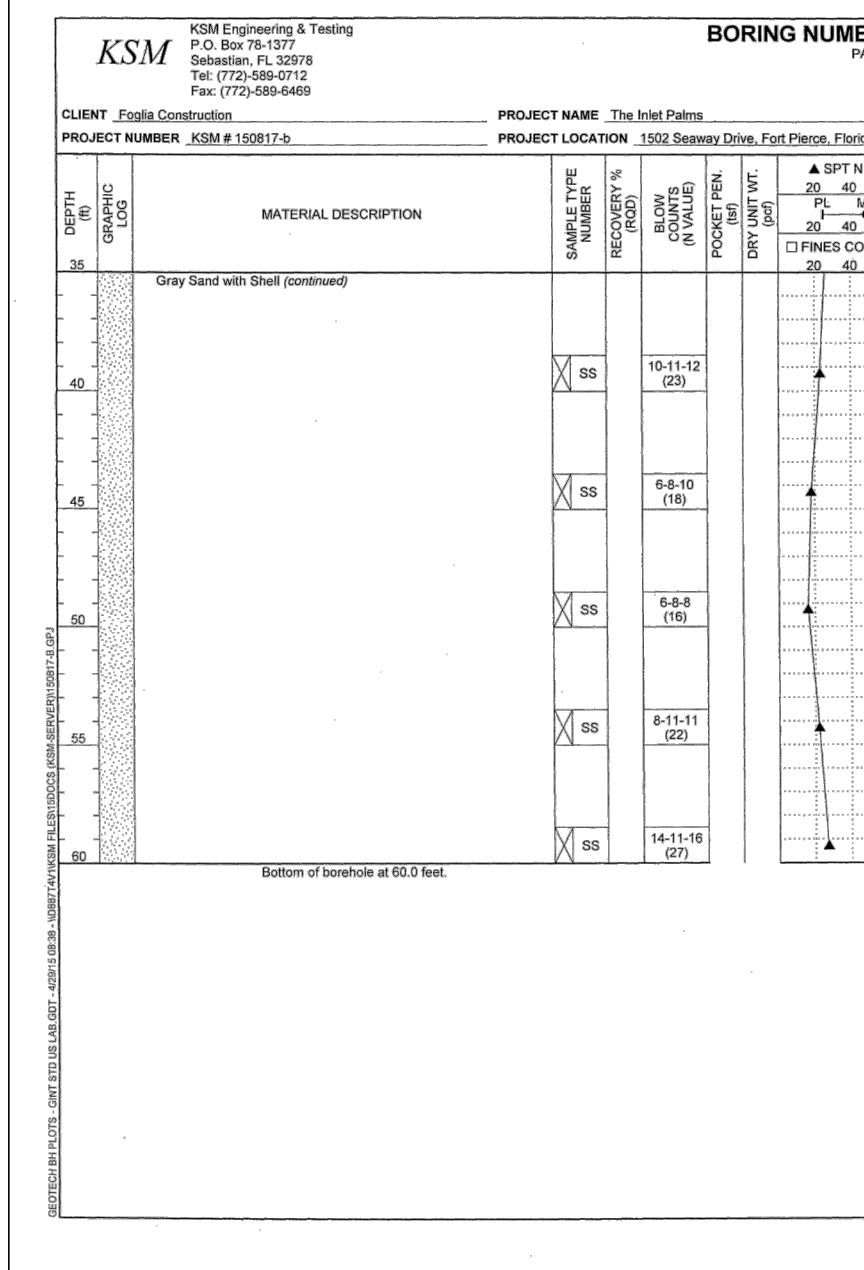 KSM
KSM Engineering & Testing
P.O. Box 78-1377
Sebastian, FL 32978
Tel: (772)-589-0712
Fax: (772)-589-6469
BORING NUMBE
PA
CLIENT Foglia Construction
PROJECT NAME The Inlet Palms
PROJECT NUMBER KSM # 150817-b
PROJECT LOCATION 1502 Seaway Drive, Fort Pierce, Floric
DEPTH
(ft)
GRAPHIC
LOG
MATERIAL DESCRIPTION
SAMPLE TYPE
NUMBER
RECOVERY %
(RQD)
BLOW
COUNTS
(N VALUE)
POCKET PEN.
(tsf)
DRY UNIT WT.
(pcf)
▲ SPT N
20 40
PL M
20 40
□ FINES CO
20 40
35
Gray Sand with Shell (continued)
SS
10-11-12
(23)
40
SS
6-8-10
(18)
45
SS
6-8-8
(16)
50
SS
8-11-11
(22)
55
SS
14-11-16
(27)
60
Bottom of borehole at 60.0 feet.
GEOTECH BH PLOTS - GINT STD US LAB.GDT - 4/29/15 08:38 - \\D887T4V1\KSM FILES\15DOCS (KSM-SERVER)\150817-B.GPJ